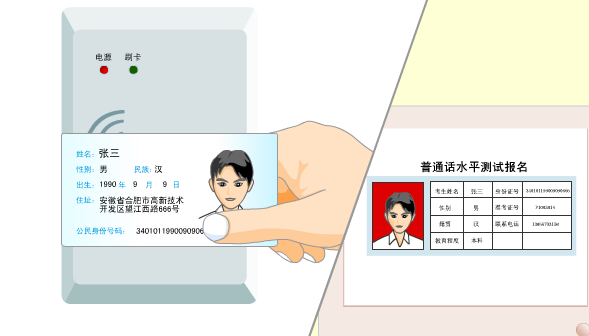 电源 刷卡
姓名： 张三
性别： 男 民族：汉
出生： 1990 年 9 月 9 日
住址： 安徽省合肥市高新技术
开发区望江西路666号
公民身份号码： 3401011990090906
普通话水平测试报名
考生姓名 张三 身份证号
性别 男 准考证号
籍贯 汉 联系电话
教育程度 本科